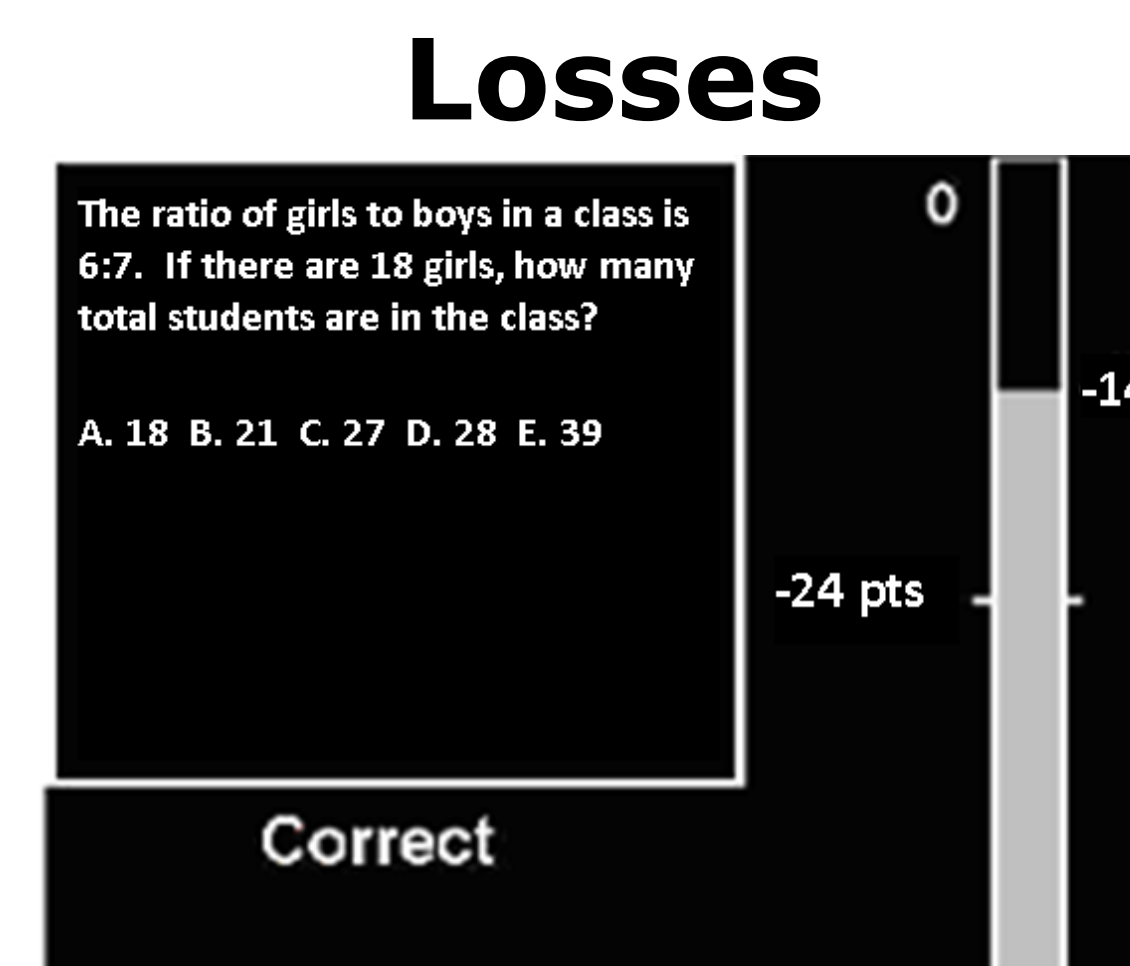 Losses
The ratio of girls to boys in a class is
6:7.  If there are 18 girls, how many
total students are in the class?
A. 18  B. 21  C. 27  D. 28  E. 39
0
-24 pts
Correct